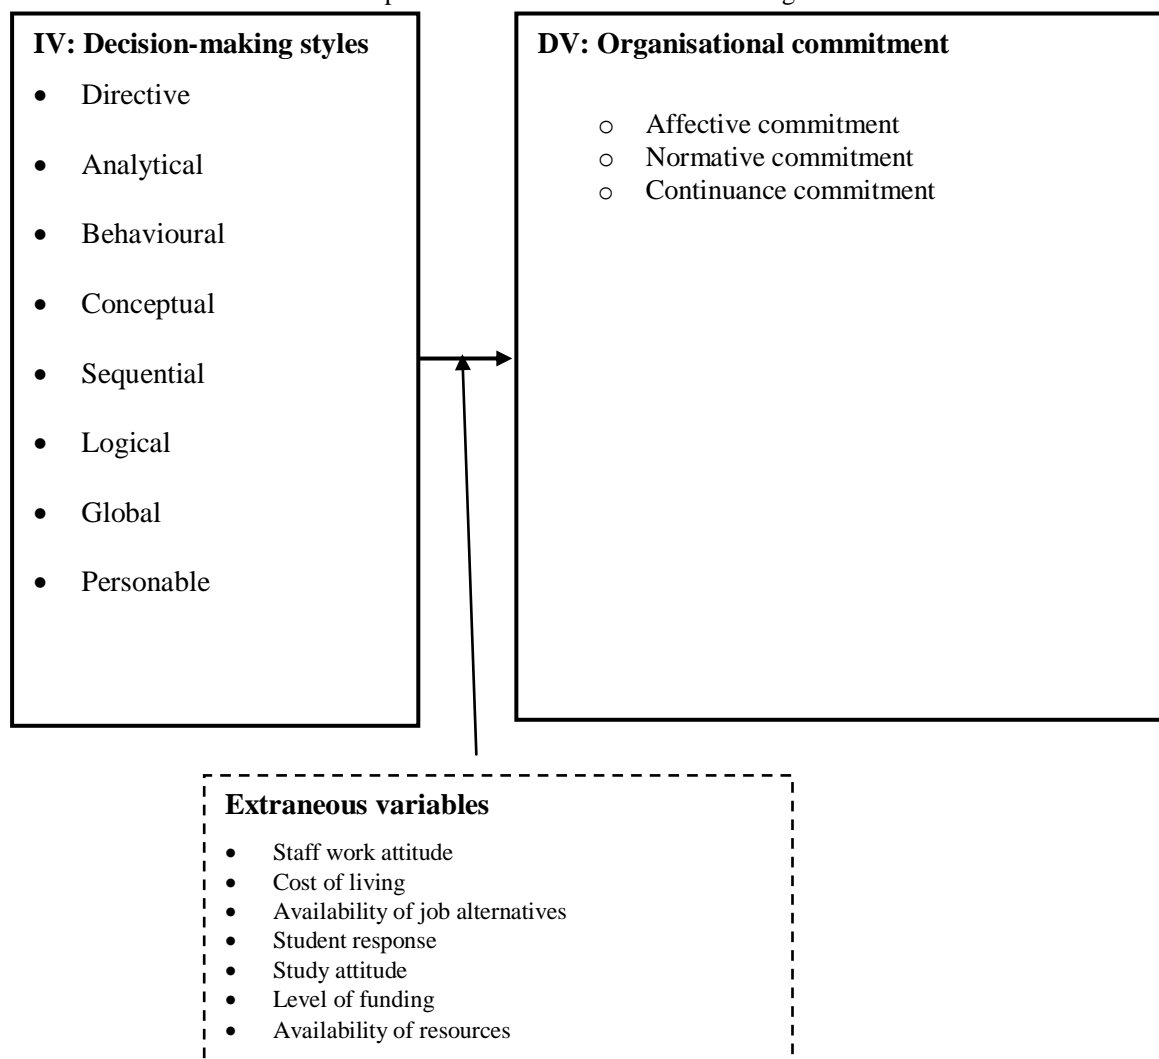 IV: Decision-making styles
• Directive
• Analytical
• Behavioural
• Conceptual
• Sequential
• Logical
• Global
• Personable
DV: Organisational commitment
o Affective commitment
o Normative commitment
o Continuance commitment
Extraneous variables
• Staff work attitude
• Cost of living
• Availability of job alternatives
• Student response
• Study attitude
• Level of funding
• Availability of resources